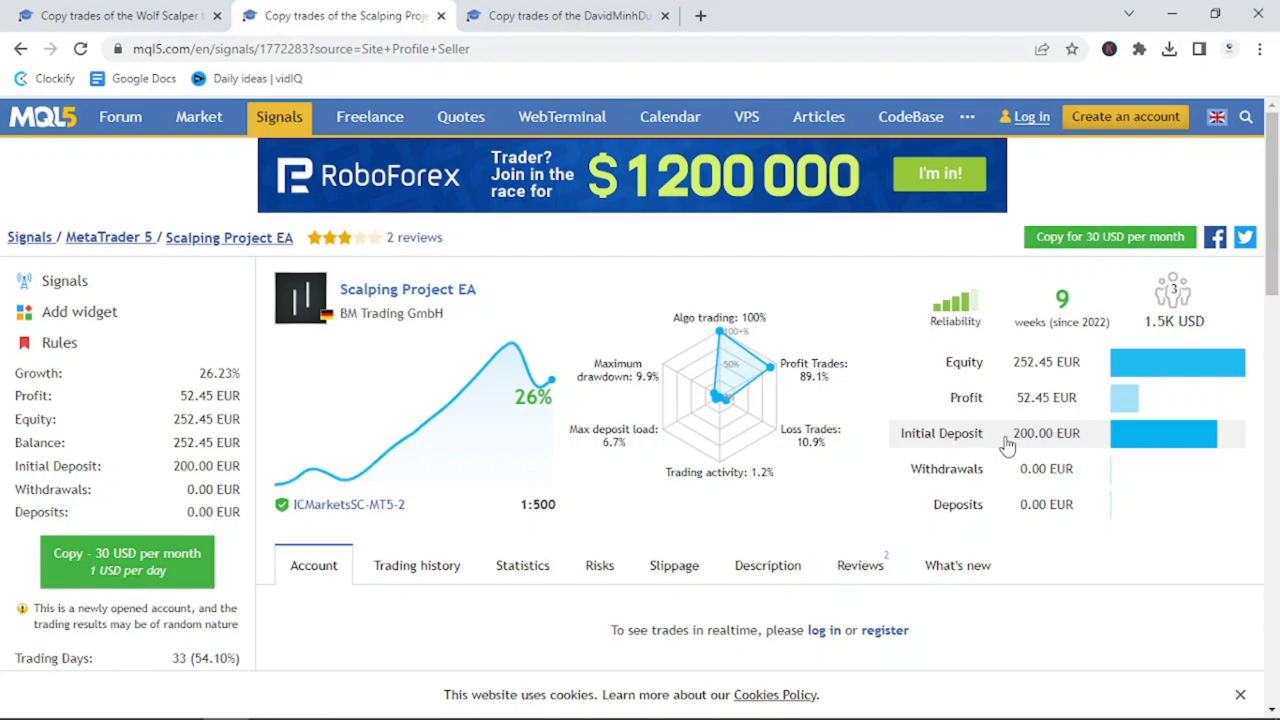 Copy trades of the Wolf Scalper
Copy trades of the Scalping Proj
Copy trades of the DavidMinhDu
mql5.com/en/signals/1772283?source=Site+Profile+Seller
Clockify
Google Docs
Daily ideas | vidIQ
MQL5 Forum Market Signals Freelance Quotes WebTerminal Calendar VPS Articles CodeBase ••• Log in Create an account
RoboForex
Trader?
Join in the
race for
$ 1 200 000
I'm in!
Signals / MetaTrader 5 / Scalping Project EA 2 reviews
Copy for 30 USD per month
Signals
Add widget
Rules
Growth: 26.23%
Profit: 52.45 EUR
Equity: 252.45 EUR
Balance: 252.45 EUR
Initial Deposit: 200.00 EUR
Withdrawals: 0.00 EUR
Deposits: 0.00 EUR
Copy - 30 USD per month
1 USD per day
This is a newly opened account, and the
trading results may be of random nature
Trading Days: 33 (54.10%)
Scalping Project EA
BM Trading GmbH
26%
ICMarketsSC-MT5-2 1:500
Algo trading: 100%
100+%
50%
Maximum
drawdown: 9.9%
Profit Trades:
89.1%
Max deposit load:
6.7%
Loss Trades:
10.9%
Trading activity: 1.2%
Reliability
9
weeks (since 2022)
3
1.5K USD
Equity 252.45 EUR
Profit 52.45 EUR
Initial Deposit 200.00 EUR
Withdrawals 0.00 EUR
Deposits 0.00 EUR
Account Trading history Statistics Risks Slippage Description Reviews 2 What's new
To see trades in realtime, please log in or register
This website uses cookies. Learn more about our Cookies Policy.